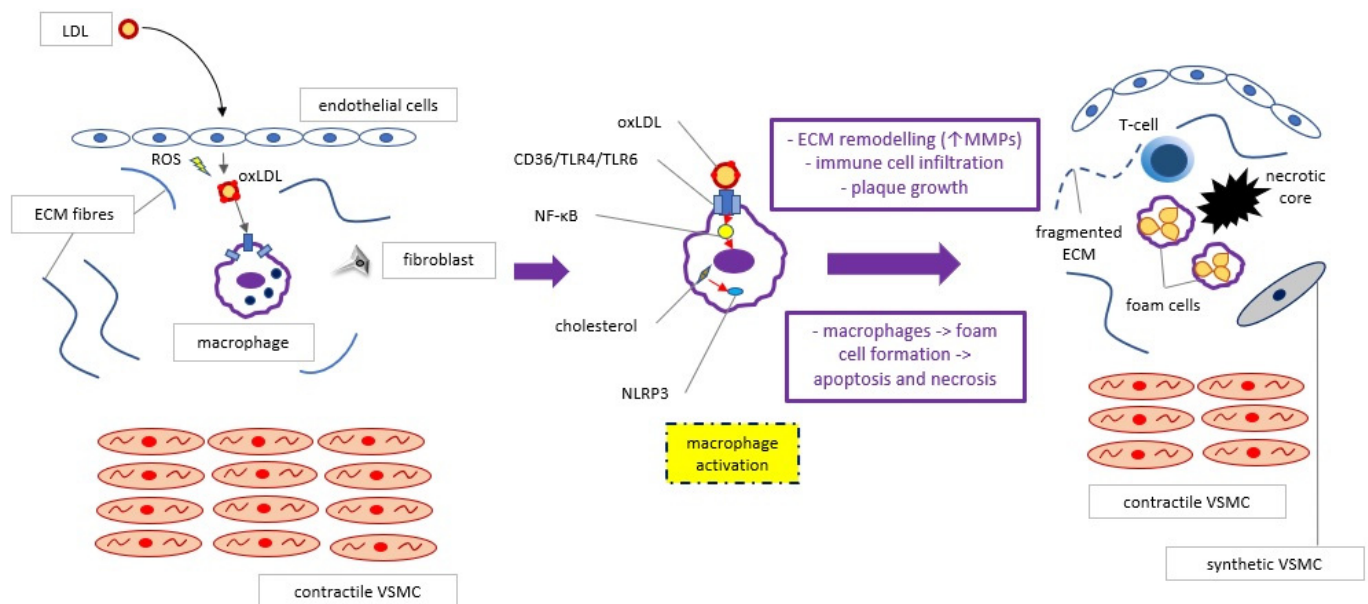 LDL
endothelial cells
ROS
oxLDL
ECM fibres
fibroblast
macrophage
contractile VSMC
oxLDL
CD36/TLR4/TLR6
NF-κB
cholesterol
NLRP3
macrophage
activation
- ECM remodelling (↑MMPs)
- immune cell infiltration
- plaque growth
- macrophages -> foam
cell formation ->
apoptosis and necrosis
T-cell
necrotic
core
fragmented
ECM
foam cells
contractile VSMC
synthetic VSMC